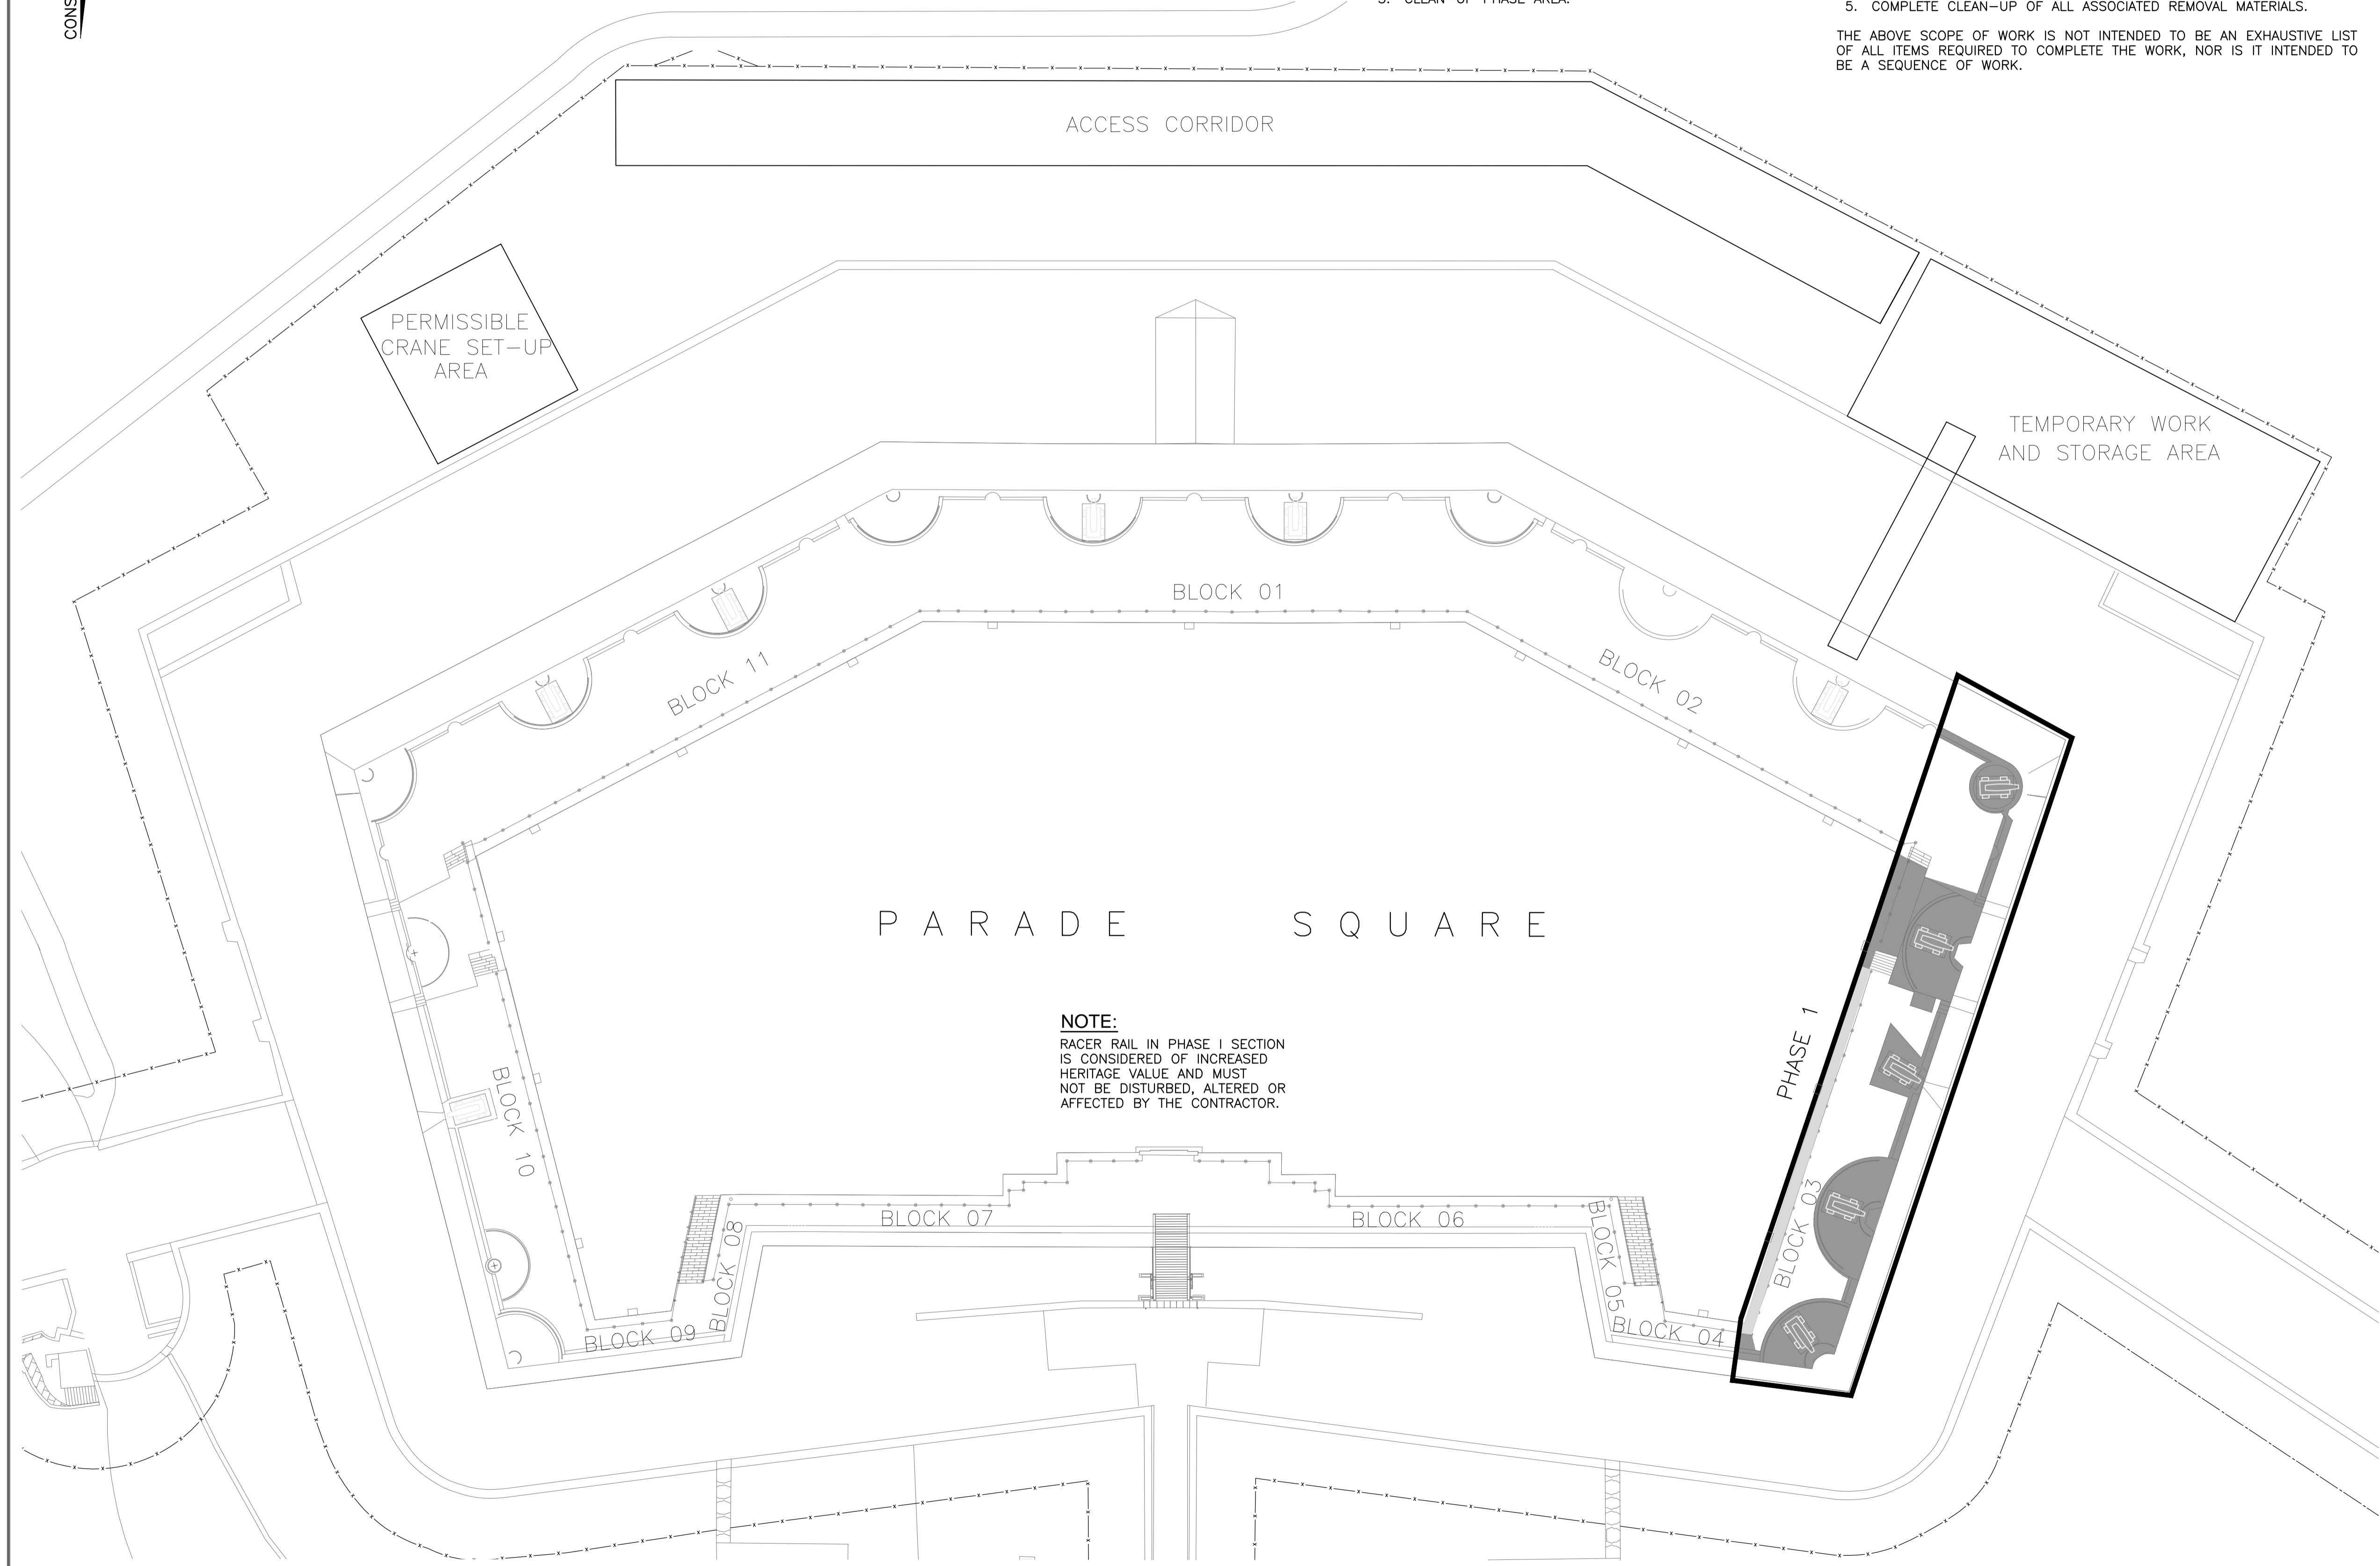 CONS
5. COMPLETE CLEAN-UP OF ALL ASSOCIATED REMOVAL MATERIALS.
THE ABOVE SCOPE OF WORK IS NOT INTENDED TO BE AN EXHAUSTIVE LIST
OF ALL ITEMS REQUIRED TO COMPLETE THE WORK, NOR IS IT INTENDED TO
BE A SEQUENCE OF WORK.
ACCESS CORRIDOR
PERMISSIBLE
CRANE SET-UP
AREA
TEMPORARY WORK
AND STORAGE AREA
BLOCK 01
BLOCK 11
BLOCK 02
PARADE SQUARE
NOTE:
RACER RAIL IN PHASE I SECTION
IS CONSIDERED OF INCREASED
HERITAGE VALUE AND MUST
NOT BE DISTURBED, ALTERED OR
AFFECTED BY THE CONTRACTOR.
PHASE 1
BLOCK 10
BLOCK 03
BLOCK 07
BLOCK 06
BLOCK 08
BLOCK 05
BLOCK 09
BLOCK 04